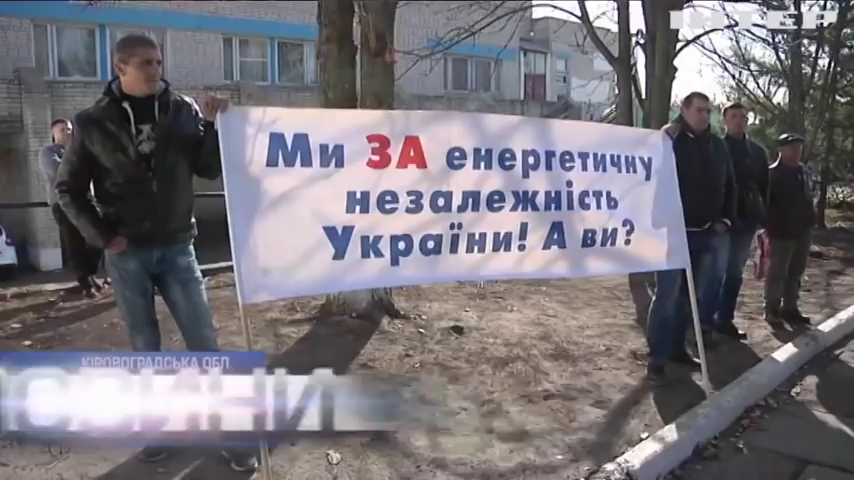 ІНТЕР
Ми ЗА енергетичну
незалежність
України! А ви?
КІРОВОГРАДСЬКА ОБЛ.